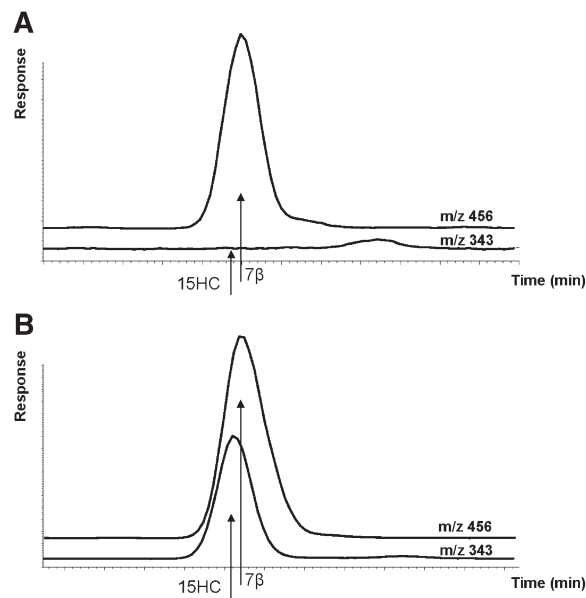 A
Response
m/z 456
m/z 343
15HC
7β
Time (min)
B
Response
m/z 456
m/z 343
15HC
7β
Time (min)